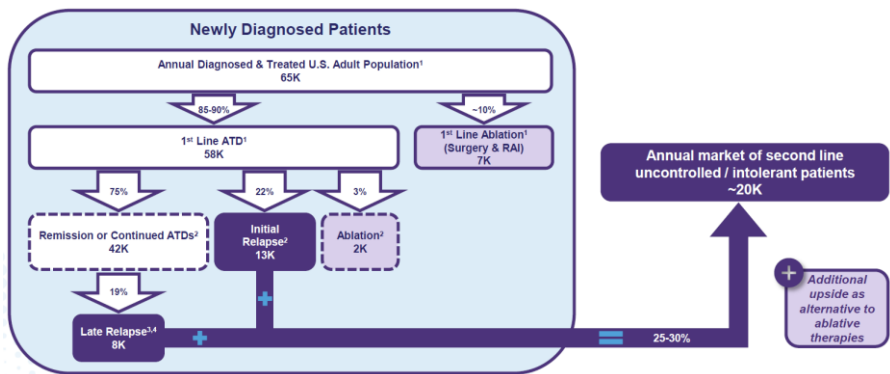 Newly Diagnosed Patients
Annual Diagnosed & Treated U.S. Adult Population¹
65K
85-90%
~10%
1st Line ATD¹
58K
1st Line Ablation¹
(Surgery & RAI)
7K
Annual market of second line
uncontrolled / intolerant patients
~20K
75%
22%
3%
Remission or Continued ATDs²
42K
Initial
Relapse²
13K
Ablation²
2K
+
Additional
upside as
alternative to
ablative
therapies
19%
+
Late Relapse³,⁴
8K
+
=
25-30%